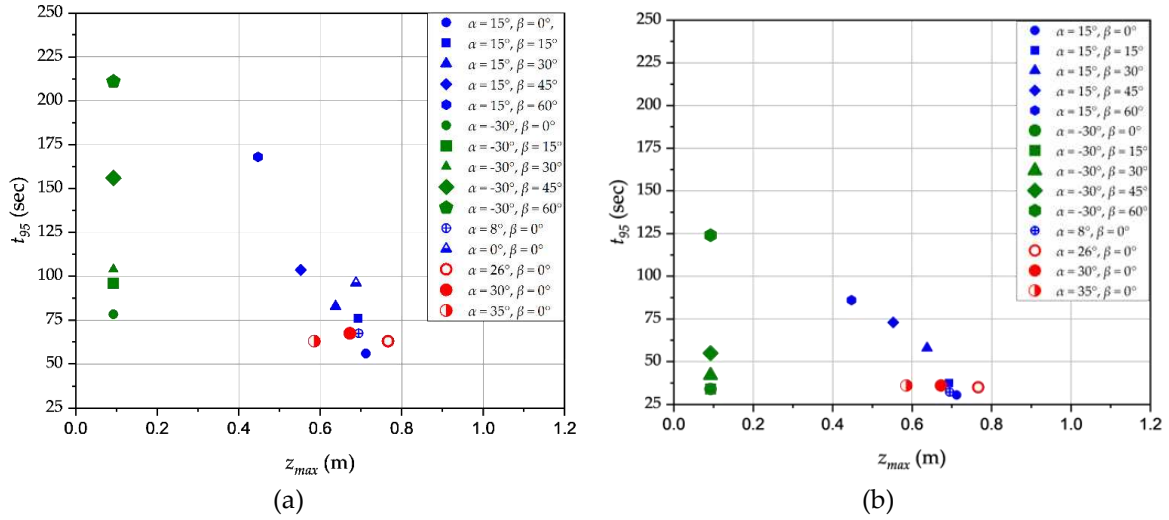 (a)
250
225
200
175
150
125
100
75
50
25
t95 (sec)
0.0 0.2 0.4 0.6 0.8 1.0 1.2
zmax (m)
α = 15°, β = 0°,
α = 15°, β = 15°
α = 15°, β = 30°
α = 15°, β = 45°
α = 15°, β = 60°
α = -30°, β = 0°
α = -30°, β = 15°
α = -30°, β = 30°
α = -30°, β = 45°
α = -30°, β = 60°
α = 8°, β = 0°
α = 0°, β = 0°
α = 26°, β = 0°
α = 30°, β = 0°
α = 35°, β = 0°
(a)
b)
250
225
200
175
150
125
100
75
50
25
t95 (sec)
0.0 0.2 0.4 0.6 0.8 1.0 1.2
zmax (m)
α = 15°, β = 0°
α = 15°, β = 15°
α = 15°, β = 30°
α = 15°, β = 45°
α = 15°, β = 60°
α = -30°, β = 0°
α = -30°, β = 15°
α = -30°, β = 30°
α = -30°, β = 45°
α = -30°, β = 60°
α = 8°, β = 0°
α = 26°, β = 0°
α = 30°, β = 0°
α = 35°, β = 0°
(b)